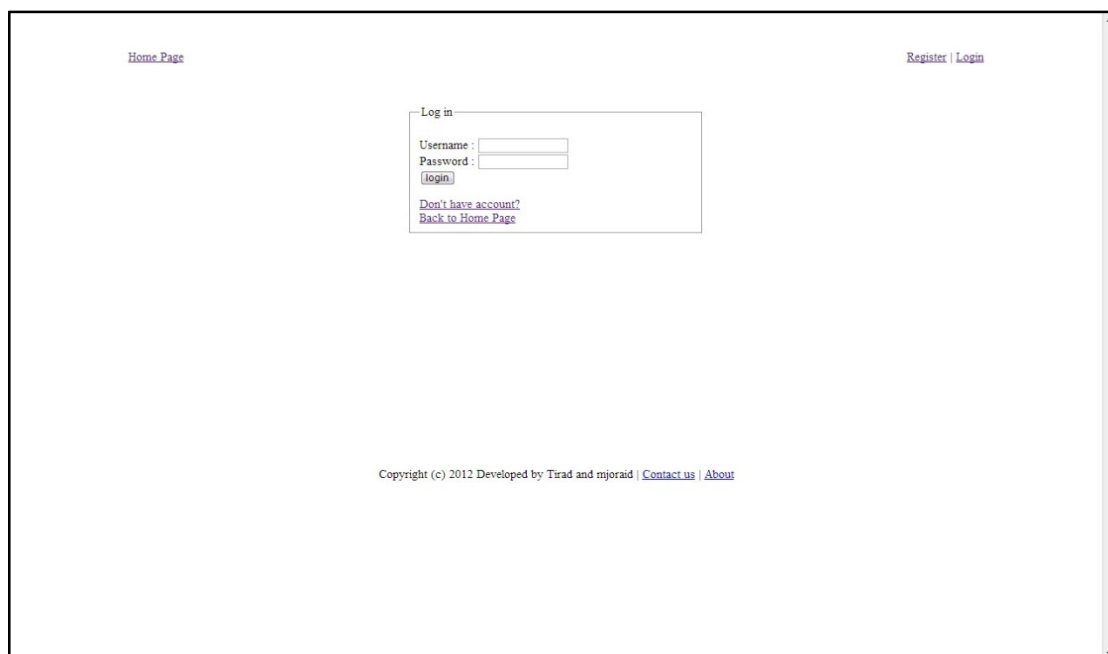 Home Page Register | Login
Log in
Username :
Password :
login
Don't have account?
Back to Home Page
Copyright (c) 2012 Developed by Tirad and mjoraid | Contact us | About